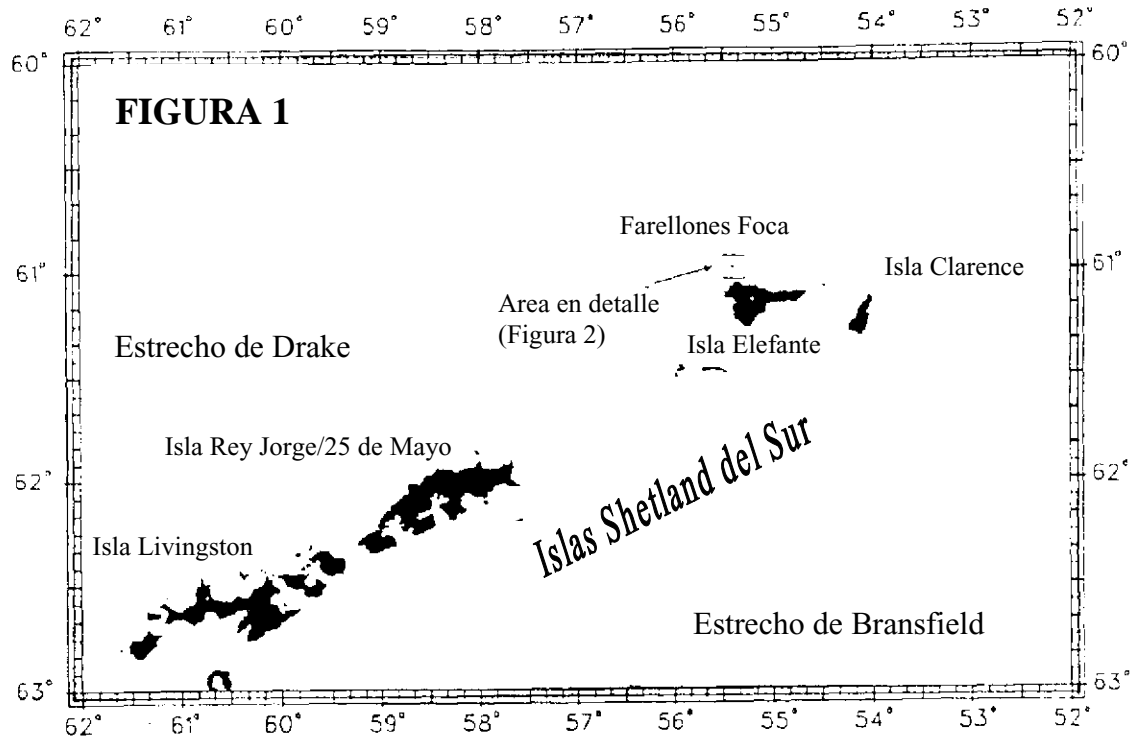 62° 61° 60° 59° 58° 57° 56° 55° 54° 53° 52°
60° 60°
FIGURA 1
Farellones Foca
61° 61°
Isla Clarence
Area en detalle
(Figura 2)
Estrecho de Drake
Isla Elefante
Isla Rey Jorge/25 de Mayo
62° 62°
Islas Shetland del Sur
Isla Livingston
Estrecho de Bransfield
63° 63°
62° 61° 60° 59° 58° 57° 56° 55° 54° 53° 52°